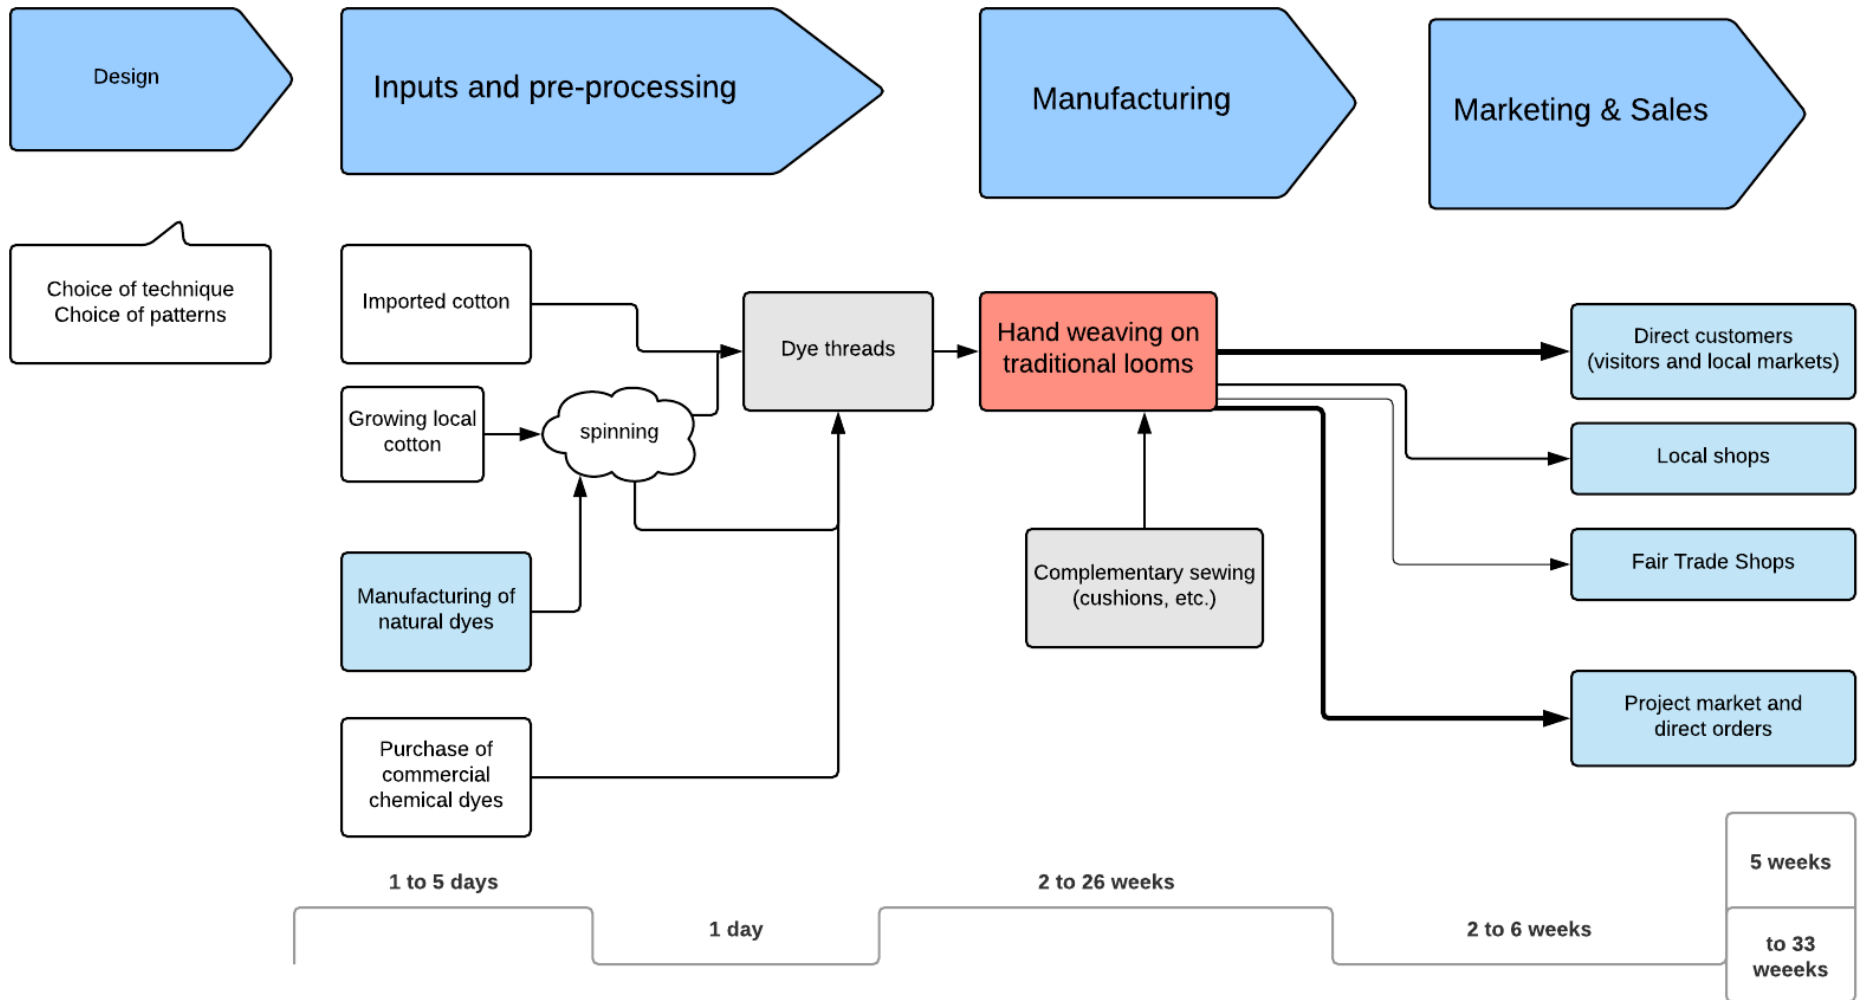 Design
Inputs and pre-processing
Manufacturing
Marketing & Sales
Choice of technique
Choice of patterns
Imported cotton
Growing local
cotton
spinning
Manufacturing of
natural dyes
Purchase of
commercial
chemical dyes
Dye threads
Hand weaving on
traditional looms
Complementary sewing
(cushions, etc.)
Direct customers
(visitors and local markets)
Local shops
Fair Trade Shops
Project market and
direct orders
1 to 5 days
1 day
2 to 26 weeks
2 to 6 weeks
5 weeks
to 33
weeeks